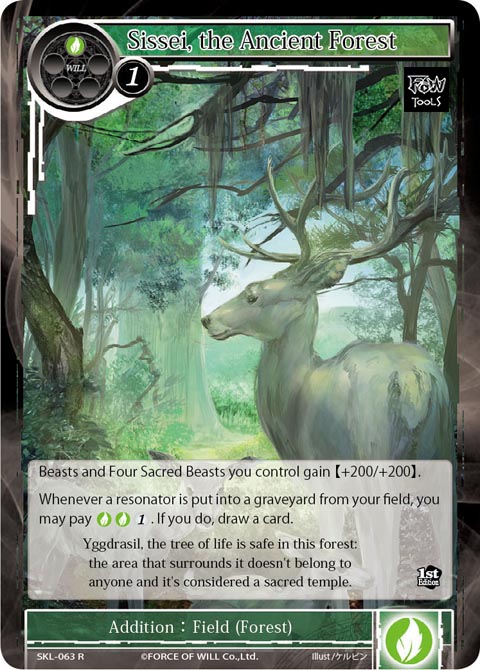 Sissei, the Ancient Forest
WILL
1
FOW
TOOLS
Beasts and Four Sacred Beasts you control gain 【+200/+200】.
Whenever a resonator is put into a graveyard from your field, you
may pay 1 . If you do, draw a card.
Yggdrasil, the tree of life is safe in this forest:
the area that surrounds it doesn't belong to
anyone and it's considered a sacred temple.
1st
Edition
Addition : Field (Forest)
SKL-063 R ©FORCE OF WILL Co.,Ltd. Illust/ケルビン